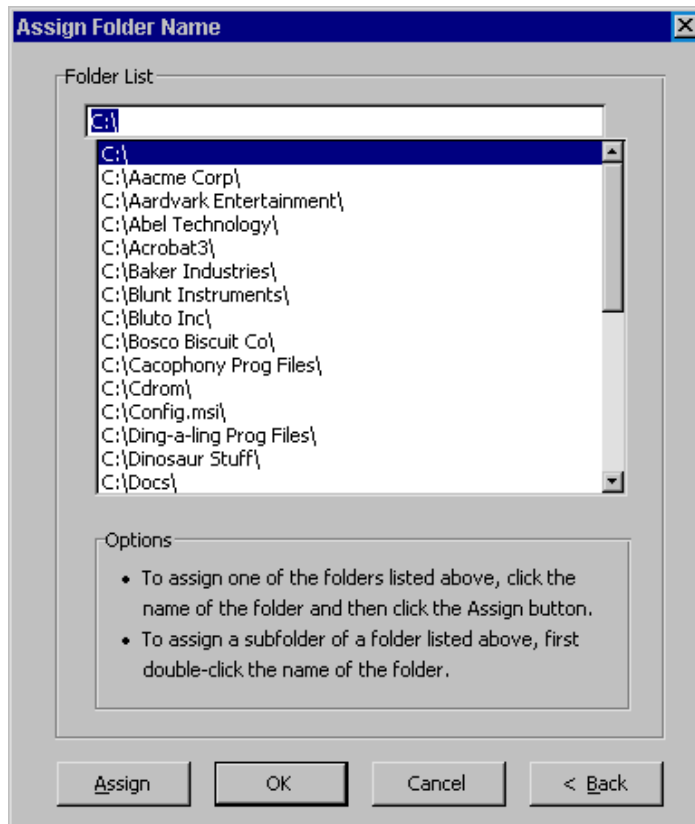 Assign Folder Name
Folder List
C:\
C:\
C:\Aacme Corp\
C:\Aardvark Entertainment\
C:\Abel Technology\
C:\Acrobat3\
C:\Baker Industries\
C:\Blunt Instruments\
C:\Bluto Inc\
C:\Bosco Biscuit Co\
C:\Cacophony Prog Files\
C:\Cdrom\
C:\Config.msi\
C:\Ding-a-ling Prog Files\
C:\Dinosaur Stuff\
C:\Docs\
Options
• To assign one of the folders listed above, click the
name of the folder and then click the Assign button.
• To assign a subfolder of a folder listed above, first
double-click the name of the folder.
Assign OK Cancel < Back